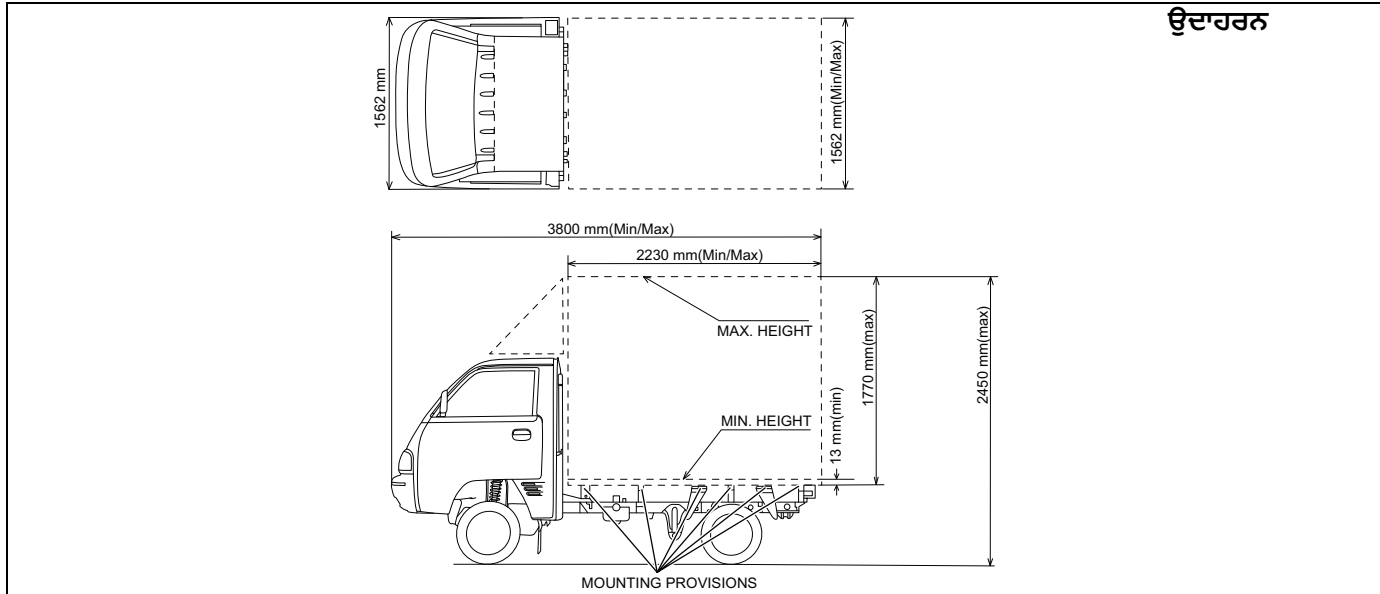 ਉਦਾਹਰਨ
1562 mm
1562 mm(Min/Max)
3800 mm(Min/Max)
2230 mm(Min/Max)
MAX. HEIGHT
MIN. HEIGHT
13 mm(min)
1770 mm(max)
2450 mm(max)
MOUNTING PROVISIONS